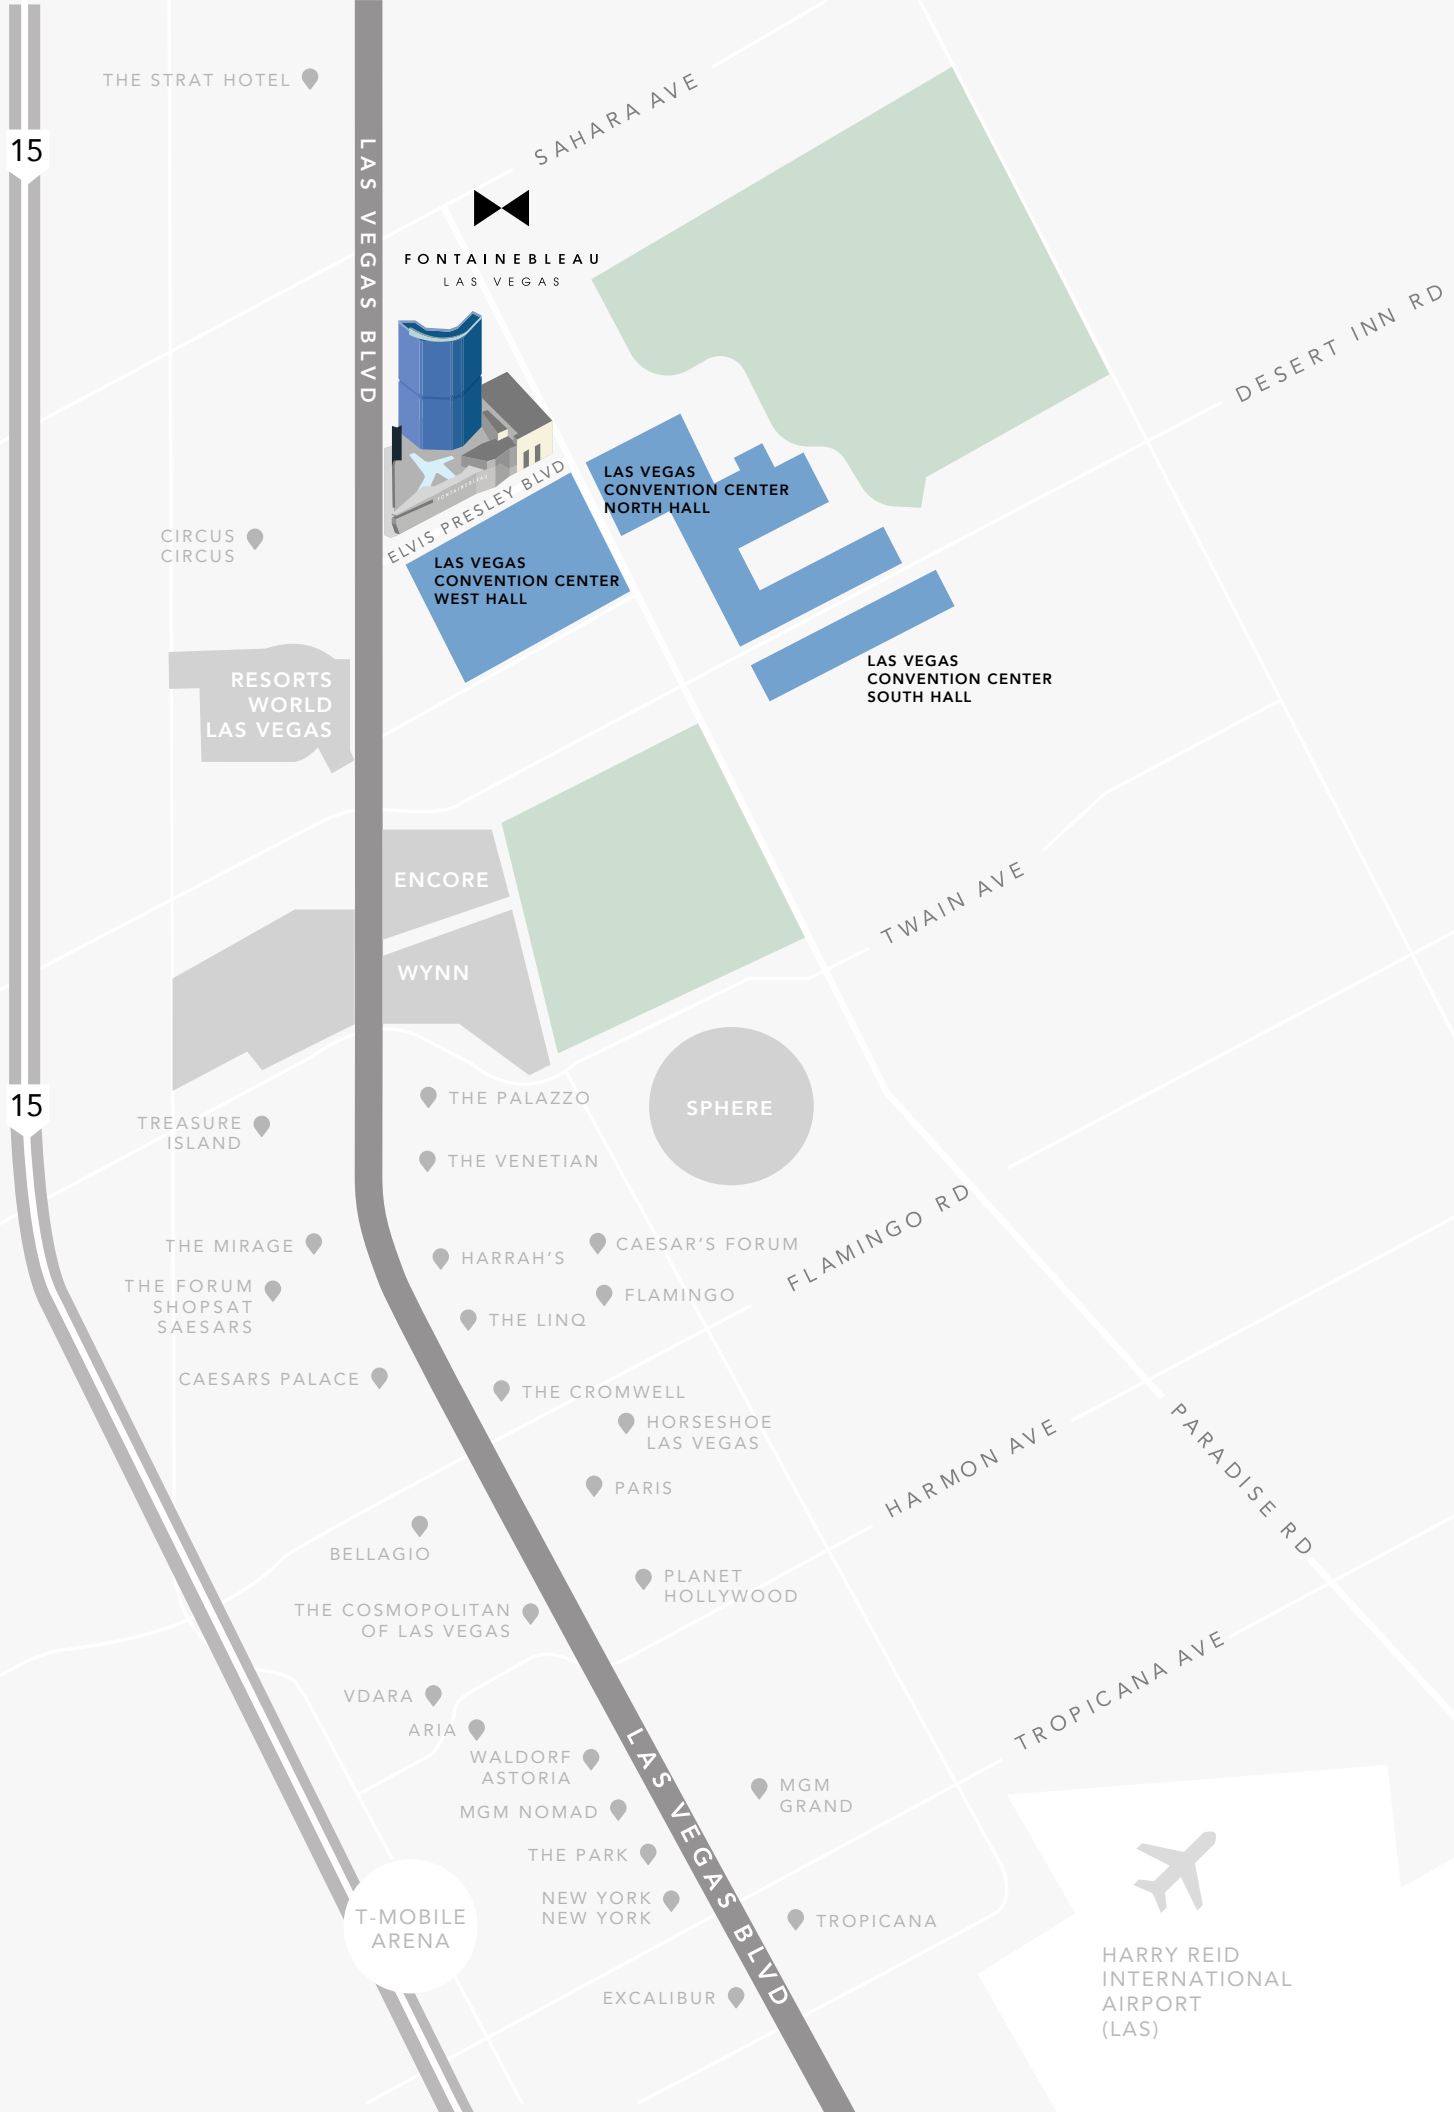 THE STRAT HOTEL
15
SAHARA AVE
LAS VEGAS BLVD
FONTAINEBLEAU
LAS VEGAS
DESERT INN RD
FONTAINEBLEAU
ELVIS PRESLEY BLVD
LAS VEGAS
CONVENTION CENTER
NORTH HALL
CIRCUS
CIRCUS
LAS VEGAS
CONVENTION CENTER
WEST HALL
LAS VEGAS
CONVENTION CENTER
SOUTH HALL
RESORTS
WORLD
LAS VEGAS
ENCORE
TWAIN AVE
WYNN
15
THE PALAZZO
SPHERE
TREASURE
ISLAND
THE VENETIAN
FLAMINGO RD
THE MIRAGE
HARRAH'S
CAESAR'S FORUM
THE FORUM
SHOPSAT
SAESARS
FLAMINGO
THE LINQ
CAESARS PALACE
THE CROMWELL
HORSESHOE
LAS VEGAS
HARMON AVE
PARADISE RD
PARIS
BELLAGIO
PLANET
HOLLYWOOD
THE COSMOPOLITAN
OF LAS VEGAS
TROPICANA AVE
VDARA
ARIA
WALDORF
ASTORIA
LAS VEGAS BLVD
MGM
GRAND
MGM NOMAD
THE PARK
NEW YORK
NEW YORK
T-MOBILE
ARENA
TROPICANA
HARRY REID
INTERNATIONAL
AIRPORT
(LAS)
EXCALIBUR